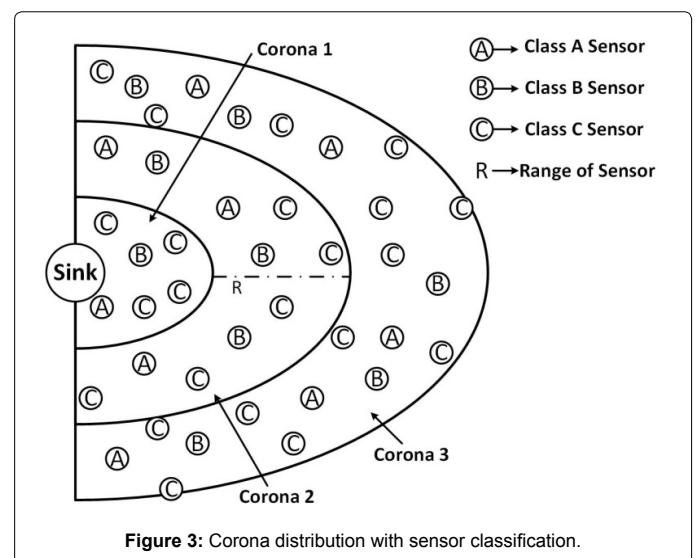 Corona 1
A Class A Sensor
C
B A
B Class B Sensor
C B C
C Class C Sensor
A B A C
R Range of Sensor
A C C C
C C
B B C C
Sink
B
C R
A C C
B C A C
A C B
C C A
C B C
Corona 3
A
C
Corona 2
Figure 3: Corona distribution with sensor classification.